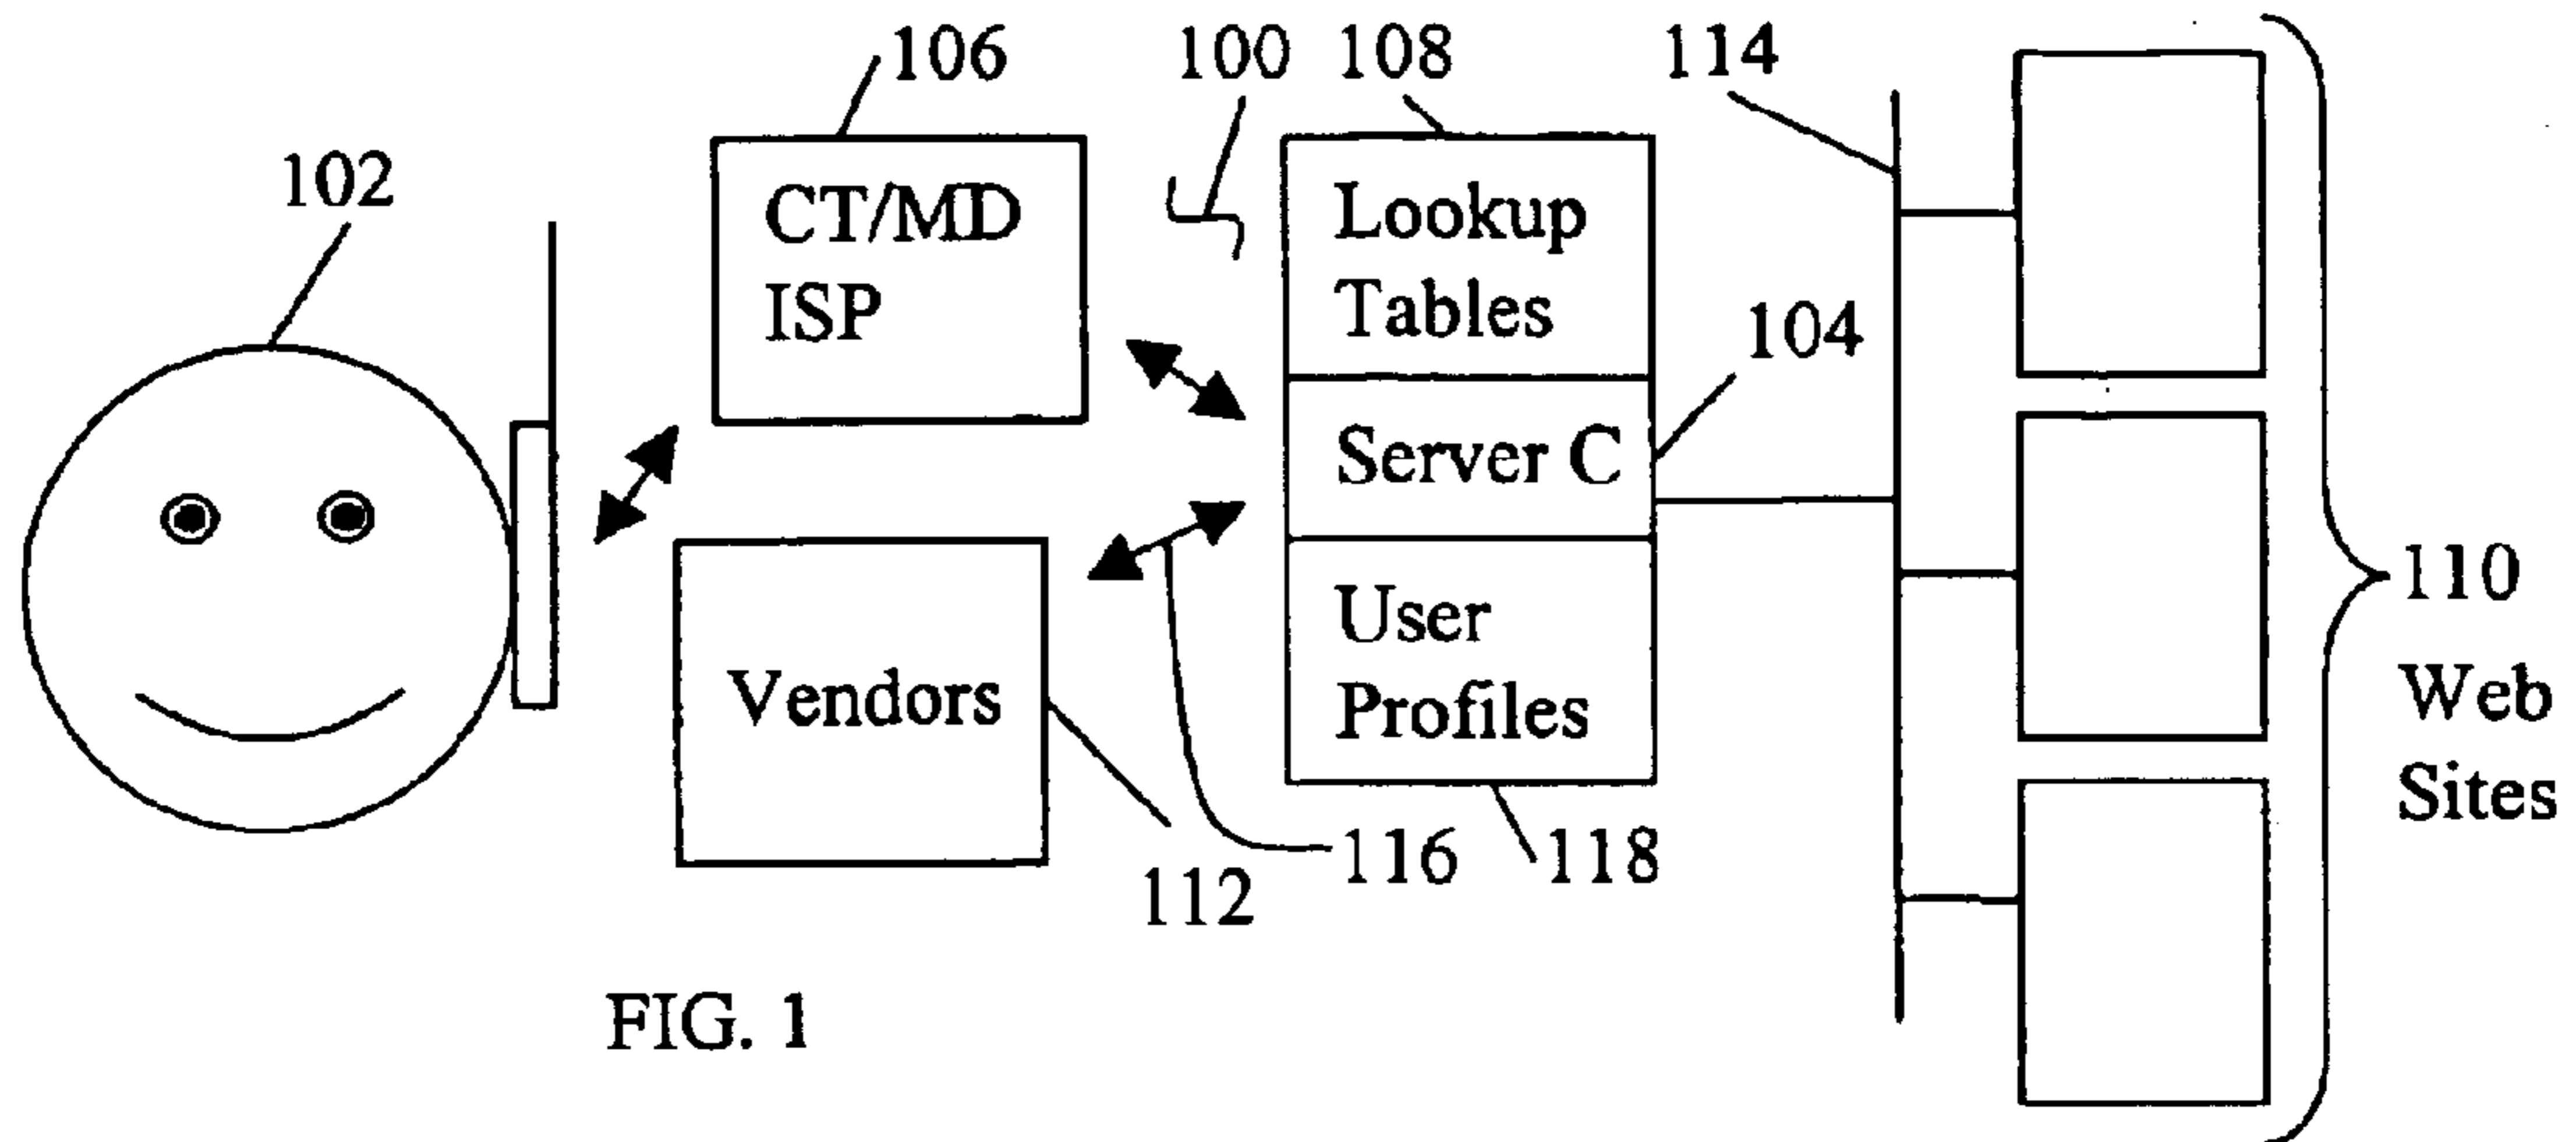 106
100
108
114
102
CT/MD
ISP
Lookup
Tables
104
Server C
110
Web
Sites
User
Profiles
Vendors
116
118
112
FIG. 1